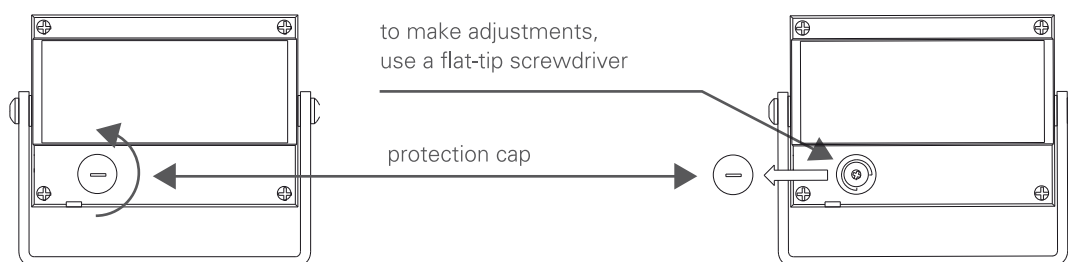 to make adjustments,
use a flat-tip screwdriver
protection cap